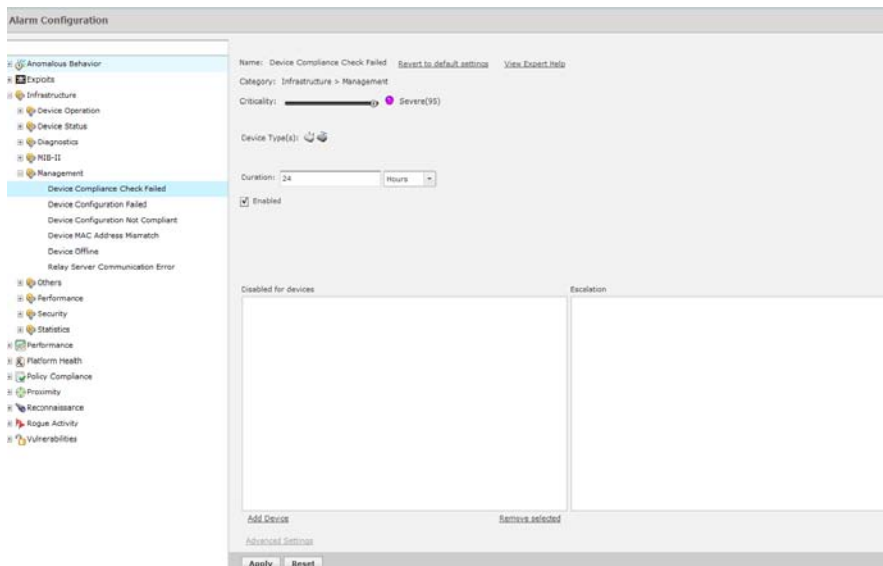 Alarm Configuration
Anomalous Behavior
Exploits
Infrastructure
Device Operation
Device Status
Diagnostics
MIB-II
Management
Device Compliance Check Failed
Device Configuration Failed
Device Configuration Not Compliant
Device MAC Address Mismatch
Device Offline
Relay Server Communication Error
Others
Performance
Security
Statistics
Performance
Platform Health
Policy Compliance
Proximity
Reconnaissance
Rogue Activity
Vulnerabilities
Name: Device Compliance Check Failed Revert to default settings View Expert Help
Category: Infrastructure > Management
Criticality: Severe(95)
Device Type(s):
Duration: 24 Hours
Enabled
Disabled for devices Escalation
Add Device Remove selected
Advanced Settings
Apply Reset